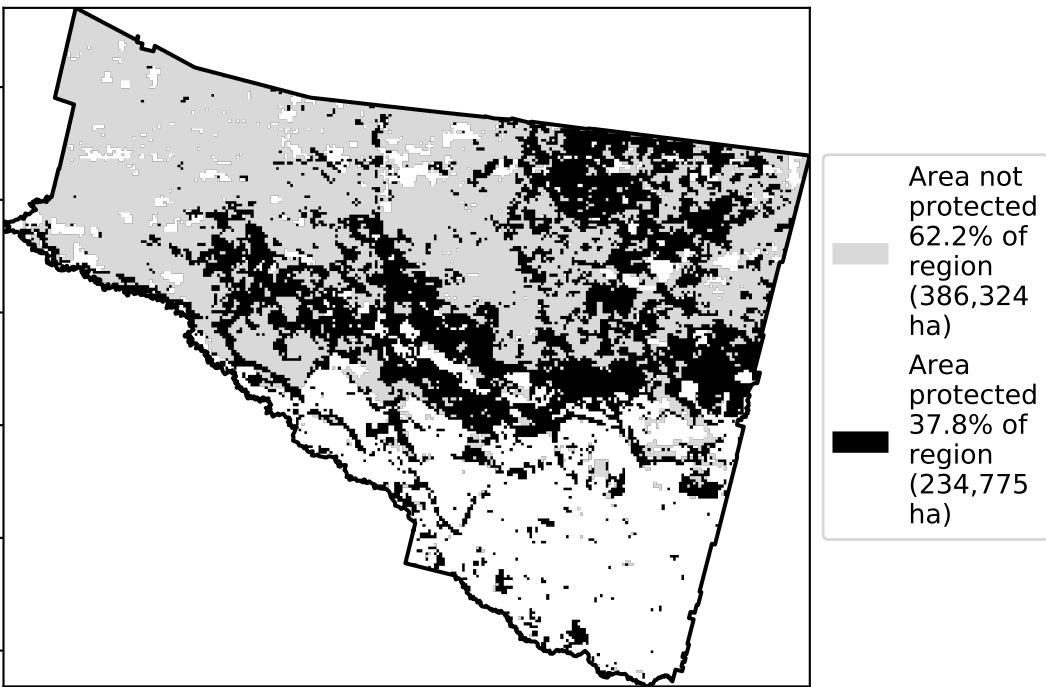 Area not
protected
62.2% of
region
(386,324
ha)
Area
protected
37.8% of
region
(234,775
ha)